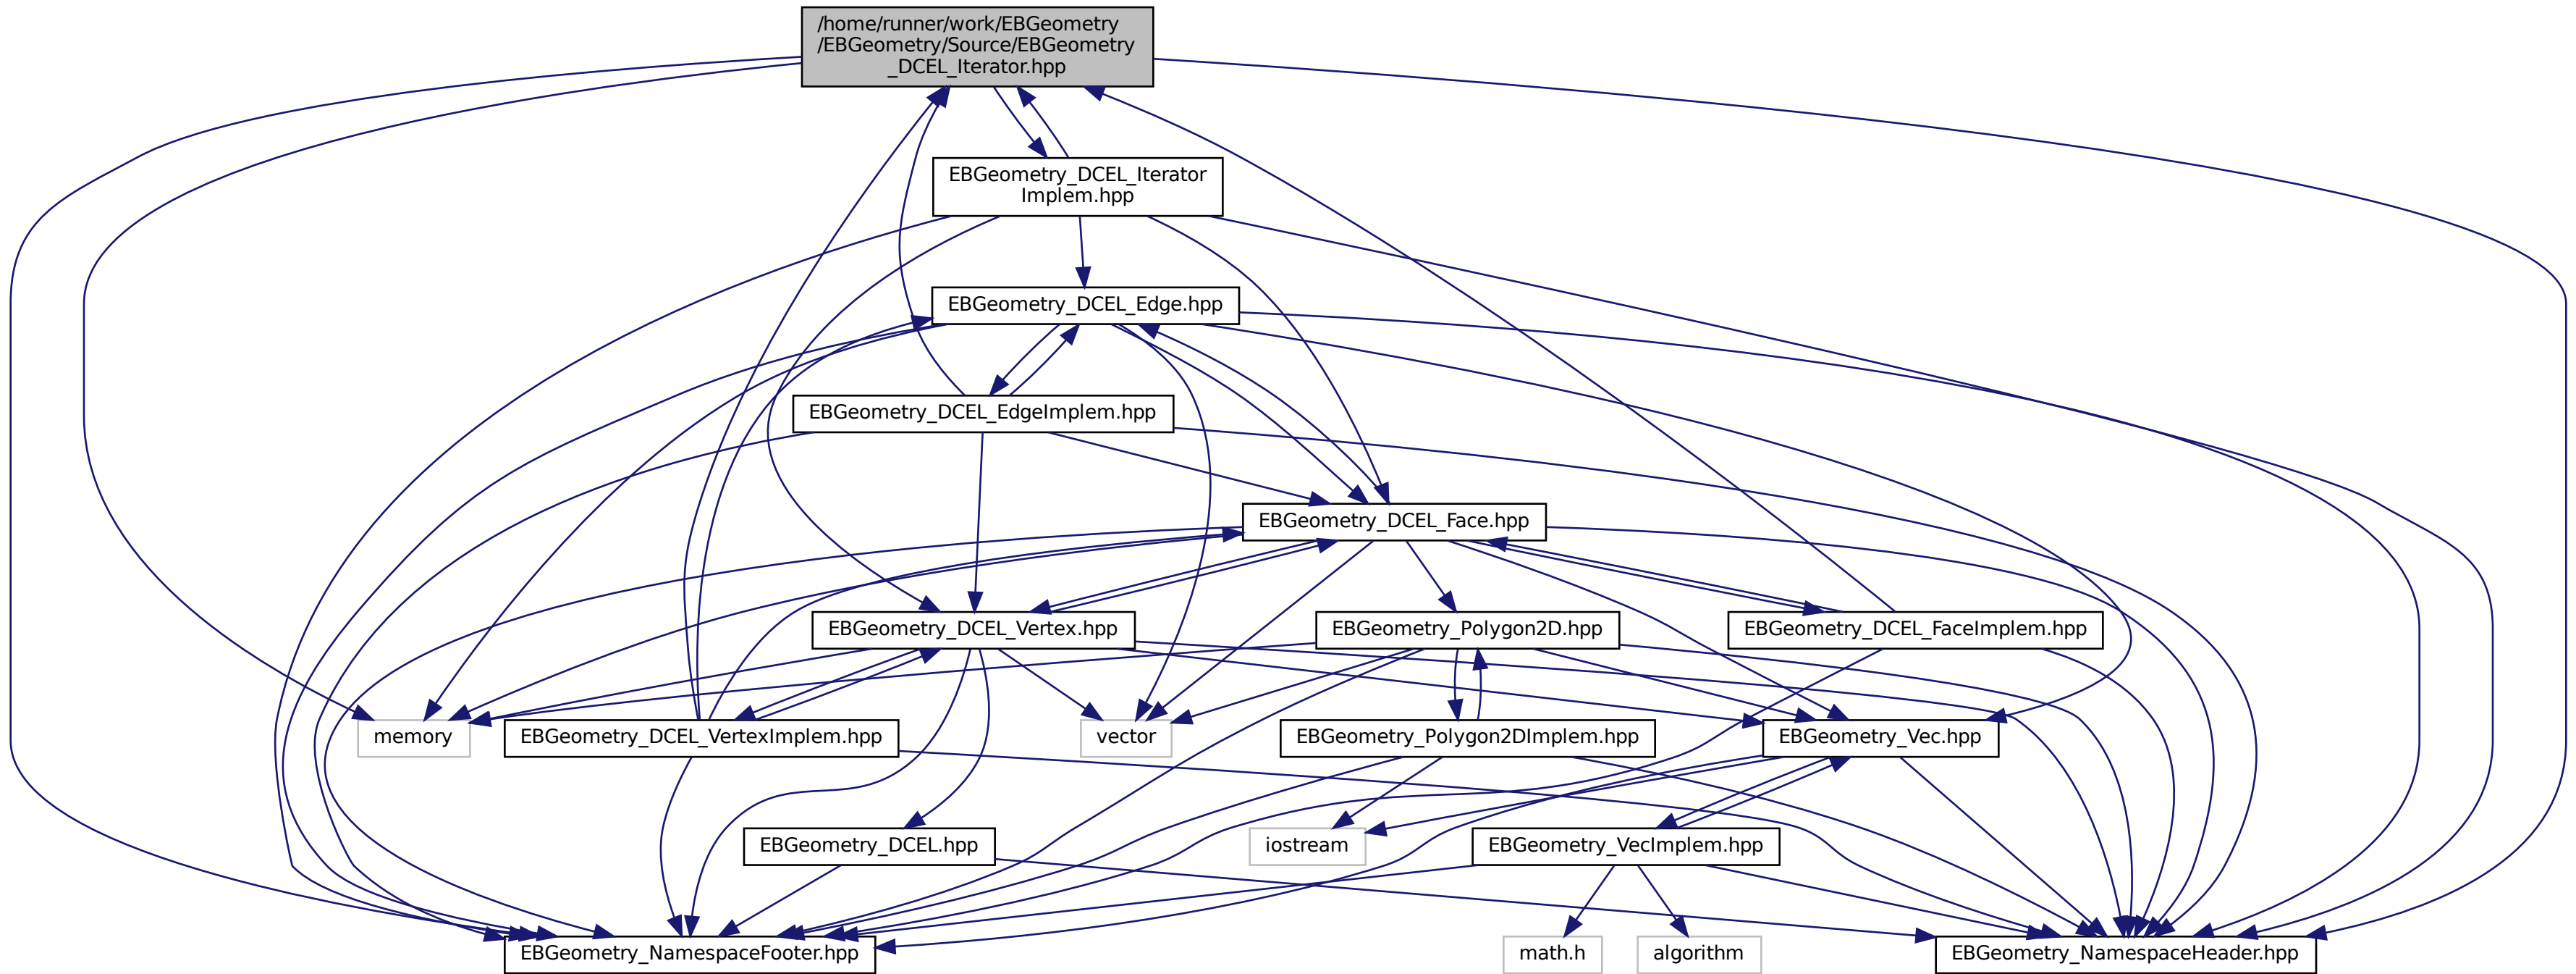 /home/runner/work/EBGeometry
/EBGeometry/Source/EBGeometry
_DCEL_Iterator.hpp
EBGeometry_DCEL_Iterator
Implem.hpp
EBGeometry_DCEL_Edge.hpp
EBGeometry_DCEL_EdgeImplem.hpp
EBGeometry_DCEL_Face.hpp
EBGeometry_DCEL_Vertex.hpp
EBGeometry_Polygon2D.hpp
EBGeometry_DCEL_FaceImplem.hpp
memory
EBGeometry_DCEL_VertexImplem.hpp
vector
EBGeometry_Polygon2DImplem.hpp
EBGeometry_Vec.hpp
EBGeometry_DCEL.hpp
iostream
EBGeometry_VecImplem.hpp
EBGeometry_NamespaceFooter.hpp
math.h
algorithm
EBGeometry_NamespaceHeader.hpp